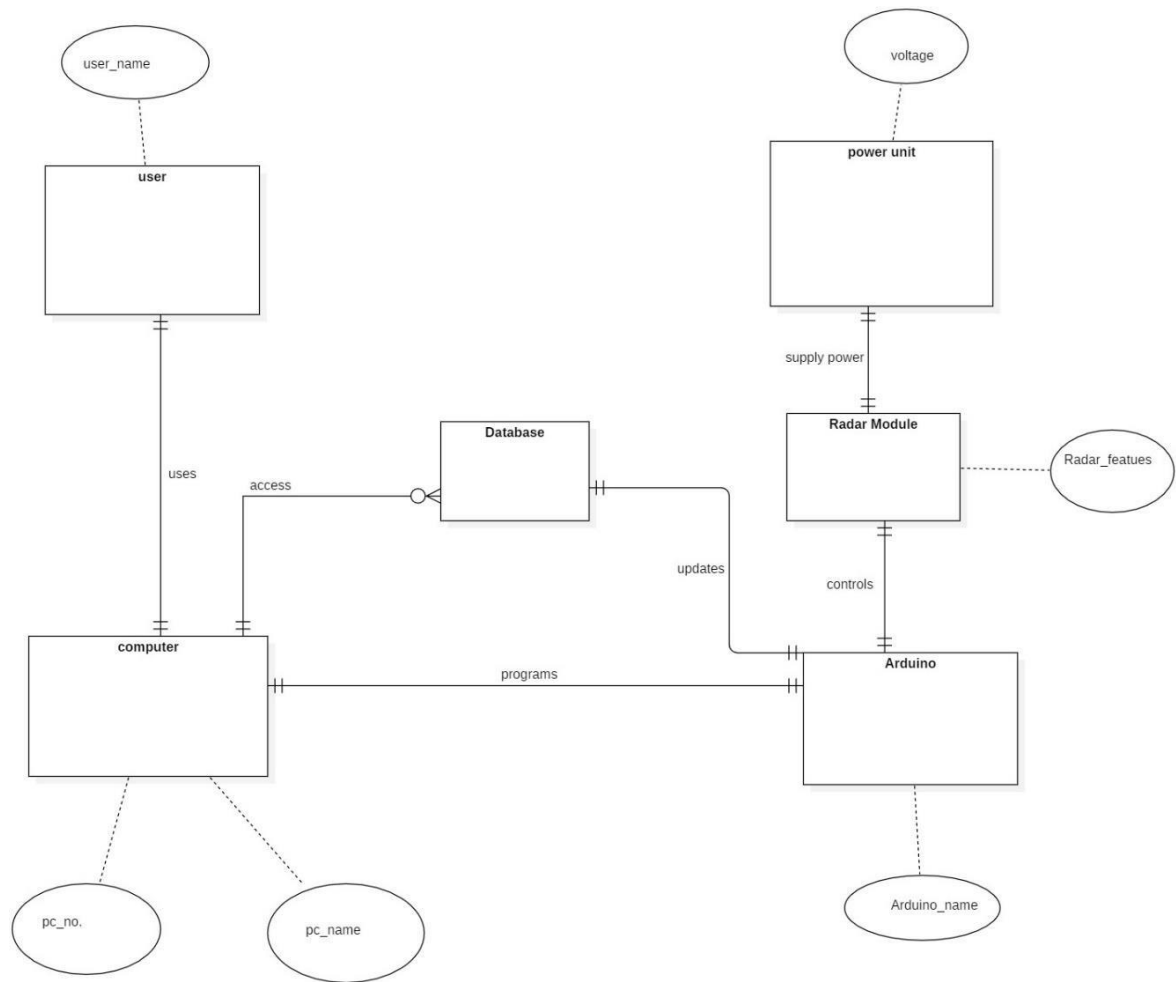 user_name
voltage
user
power unit
supply power
Database
Radar Module
Radar_featues
uses
access
updates
controls
computer
Arduino
programs
pc_no.
pc_name
Arduino_name